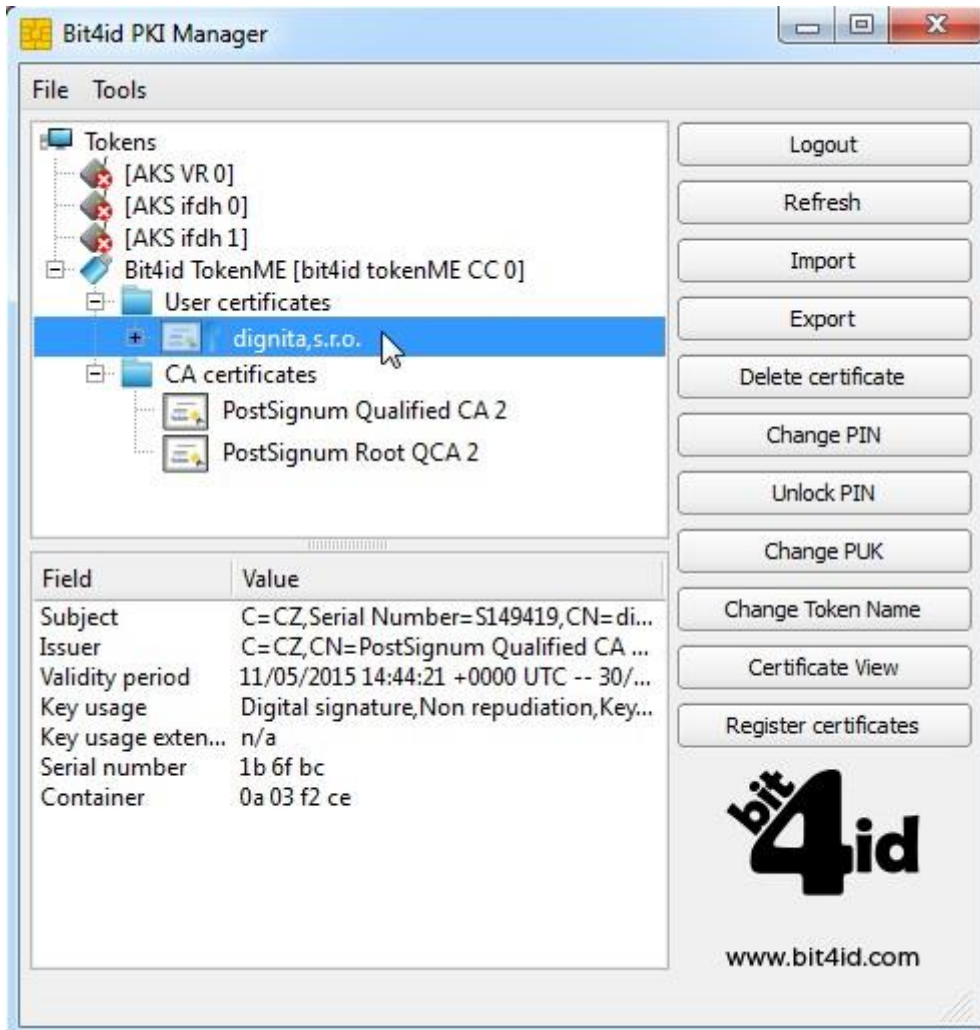 Bit4id PKI Manager
File Tools
Tokens
[AKS VR 0]
[AKS ifdh 0]
[AKS ifdh 1]
Bit4id TokenME [bit4id tokenME CC 0]
User certificates
dignita,s.r.o.
CA certificates
PostSignum Qualified CA 2
PostSignum Root QCA 2
Logout
Refresh
Import
Export
Delete certificate
Change PIN
Unlock PIN
Change PUK
Change Token Name
Certificate View
Register certificates
Field Value
Subject C=CZ,Serial Number=S149419,CN=di...
Issuer C=CZ,CN=PostSignum Qualified CA ...
Validity period 11/05/2015 14:44:21 +0000 UTC -- 30/...
Key usage Digital signature,Non repudiation,Key...
Key usage exten... n/a
Serial number 1b 6f bc
Container 0a 03 f2 ce
bit4id
www.bit4id.com